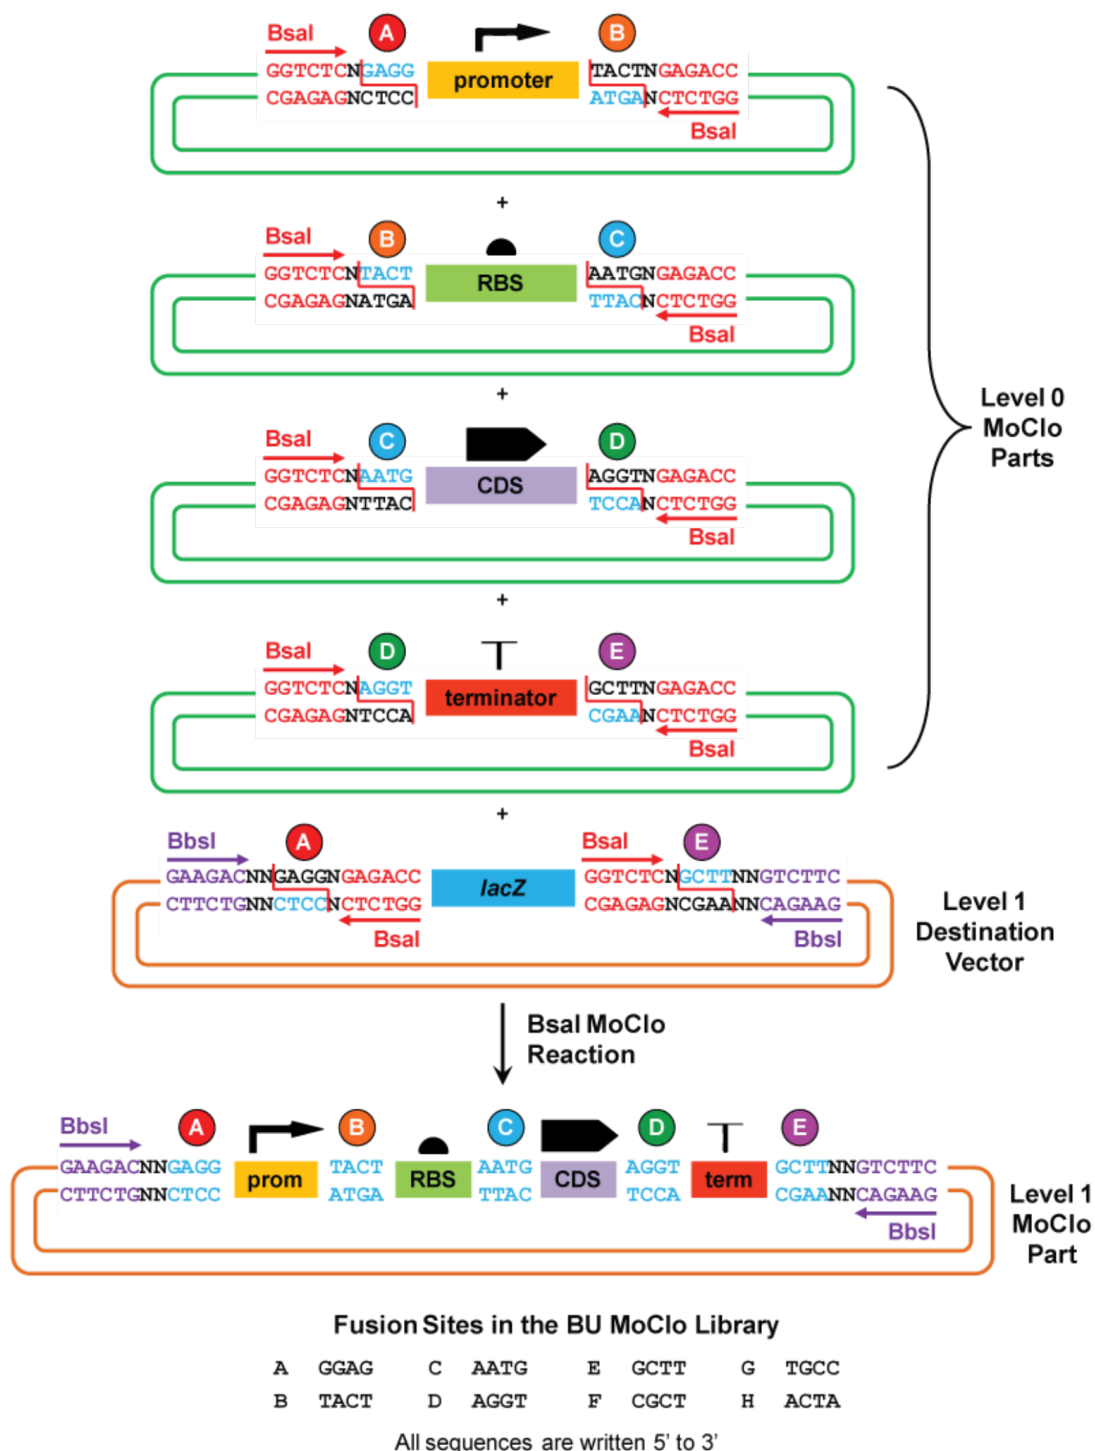 BsaI A B
GGTCTCNGAGG promoter TACTNGAGACC
CGAGAGNCTCC ATGANCTCTGG
BsaI
+
BsaI B C
GGTCTCNTACT RBS AATGNGAGACC
CGAGAGNATGA TTACNCTCTGG
BsaI
+
BsaI C D
GGTCTCNAATG CDS AGGTNGAGACC
CGAGAGNTTAC TCCANCTCTGG
BsaI
+
BsaI D E
GGTCTCNAGGT terminator GCTTNGAGACC
CGAGAGNTCCA CGAANCTCTGG
BsaI
Level 0
MoClo
Parts
+
BbsI A BsaI E
GAAGACNNGAGGNGAGACC lacZ GGTCTCNGCTTNNGTCTTC
CTTCTGNNCTCCNCTCTGG CGAGAGNCGAANNCAGAAG
BsaI BbsI
Level 1
Destination
Vector
BsaI MoClo
Reaction
BbsI A B C D E
GAAGACNNGAGG prom TACT RBS AATG CDS AGGT term GCTTNNGTCTTC
CTTCTGNNCTCC ATGA TTAC TCCA CGAANNCAGAAG
BbsI
Level 1
MoClo
Part
Fusion Sites in the BU MoClo Library
A GGAG C AATG E GCTT G TGCC
B TACT D AGGT F CGCT H ACTA
All sequences are written 5' to 3'